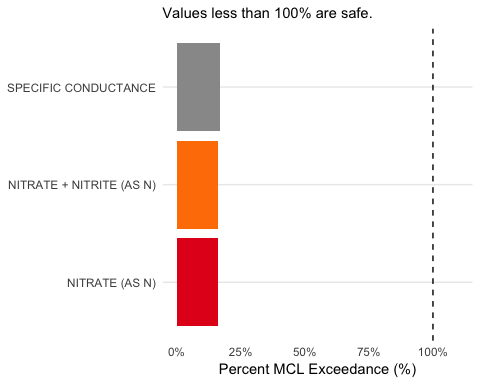 Values less than 100% are safe.
SPECIFIC CONDUCTANCE
NITRATE + NITRITE (AS N)
NITRATE (AS N)
0% 25% 50% 75% 100%
Percent MCL Exceedance (%)